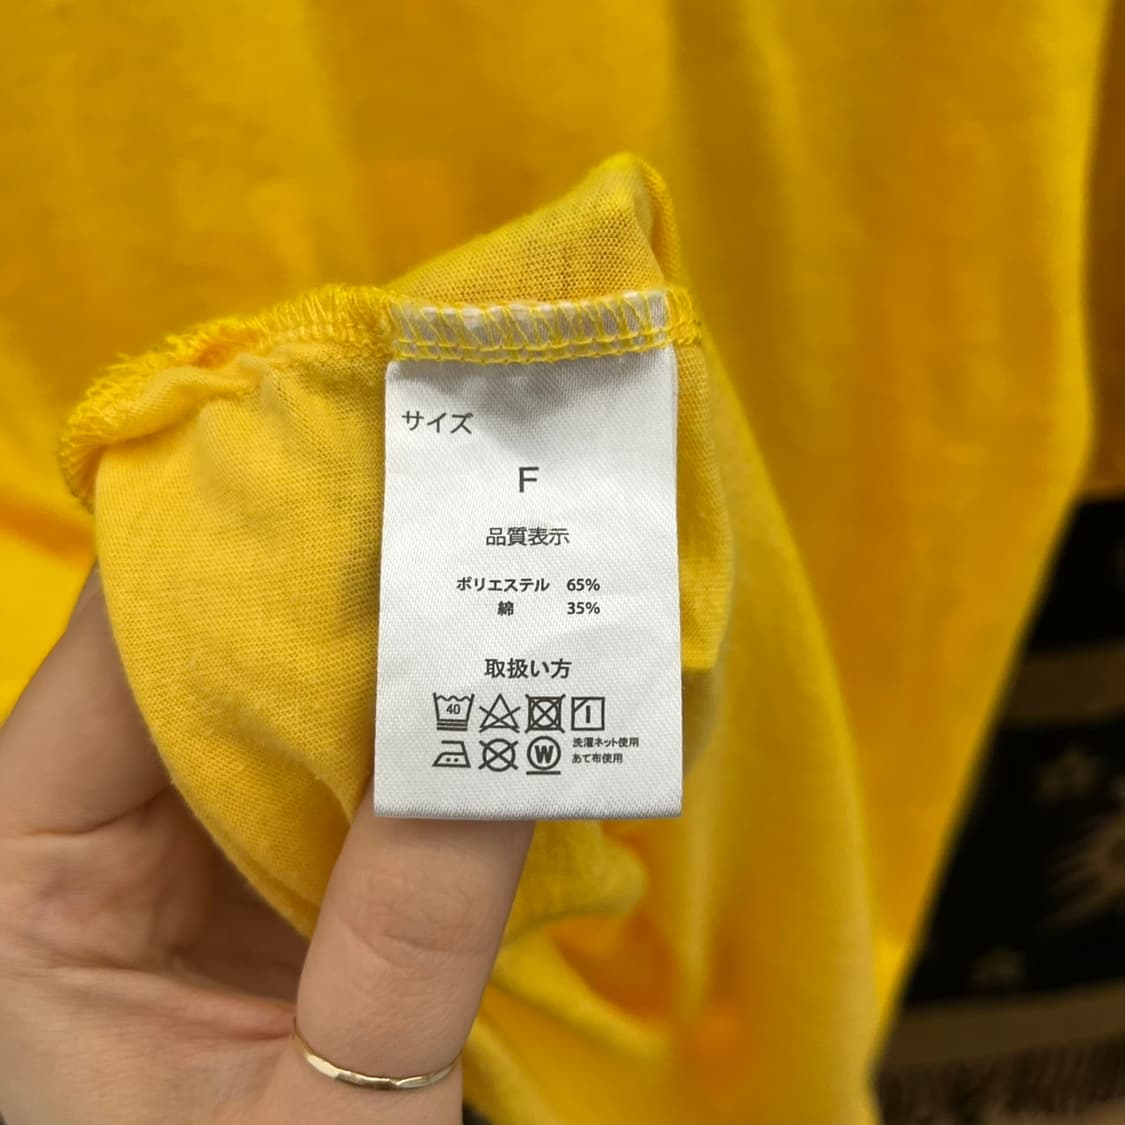 サイズ
F
品質表示
ポリエステル 65%
綿 35%
取扱い方
40
W
洗濯ネット使用
あて布使用